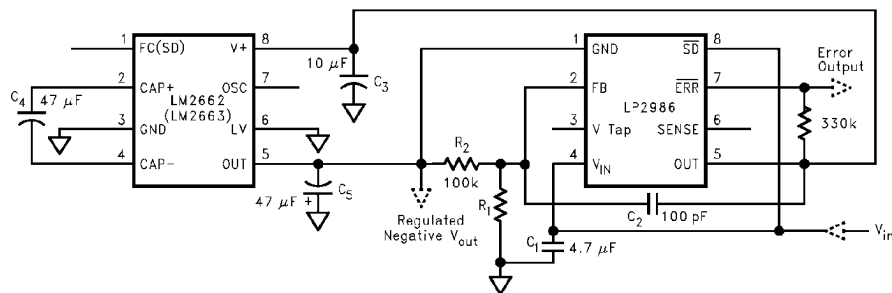 1 FC(SD) V+ 8
2 CAP+ OSC 7
LM2662
(LM2663)
3 GND LV 6
4 CAP- OUT 5
C4 47 μF
10 μF C3
47 μF + C5
Regulated
Negative Vout
R2
100k
R1
1 GND SD 8
2 FB ERR 7
LP2986
3 V Tap SENSE 6
4 VIN OUT 5
Error
Output
330k
C2 100 pF
C1 4.7 μF
Vin